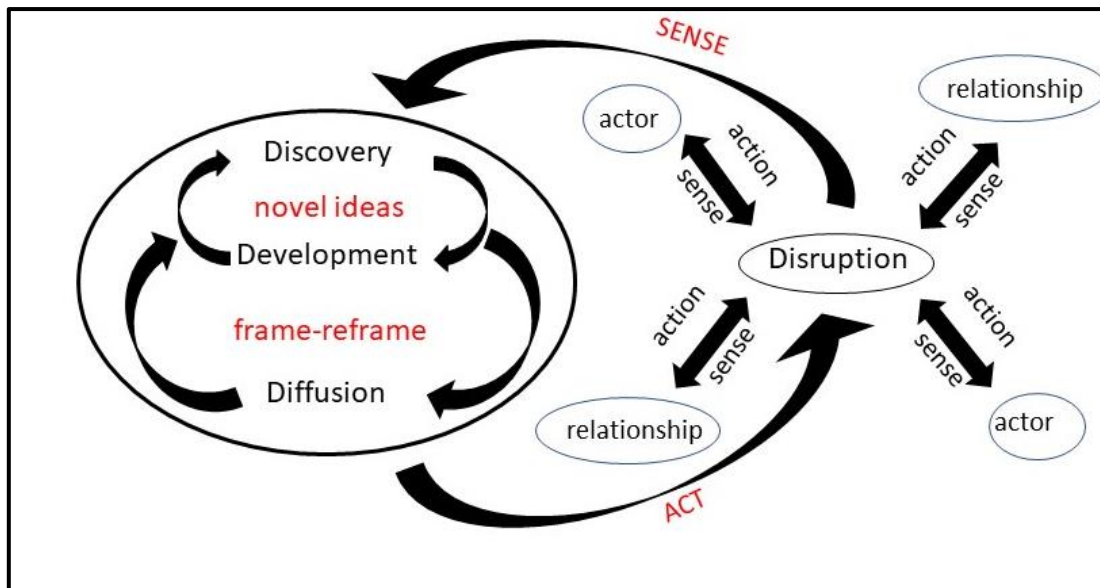 SENSE
relationship
actor
action
sense
action
sense
Discovery
novel ideas
Development
Disruption
frame-reframe
action
sense
action
sense
Diffusion
relationship
actor
ACT